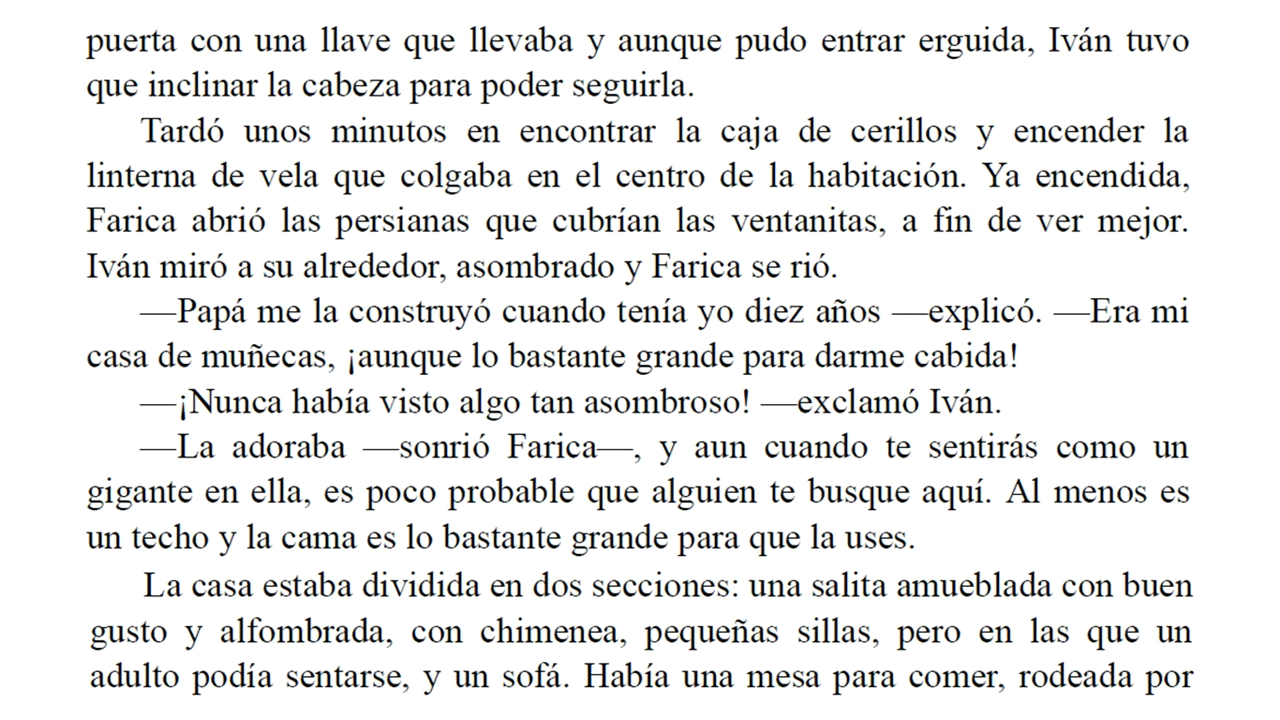 puerta con una llave que llevaba y aunque pudo entrar erguida, Iván tuvo
que inclinar la cabeza para poder seguirla.
Tardó unos minutos en encontrar la caja de cerillos y encender la
linterna de vela que colgaba en el centro de la habitación. Ya encendida,
Farica abrió las persianas que cubrían las ventanitas, a fin de ver mejor.
Iván miró a su alrededor, asombrado y Farica se rió.
—Papá me la construyó cuando tenía yo diez años —explicó. —Era mi
casa de muñecas, ¡aunque lo bastante grande para darme cabida!
—¡Nunca había visto algo tan asombroso! —exclamó Iván.
—La adoraba —sonrió Farica—, y aun cuando te sentirás como un
gigante en ella, es poco probable que alguien te busque aquí. Al menos es
un techo y la cama es lo bastante grande para que la uses.
La casa estaba dividida en dos secciones: una salita amueblada con buen
gusto y alfombrada, con chimenea, pequeñas sillas, pero en las que un
adulto podía sentarse, y un sofá. Había una mesa para comer, rodeada por